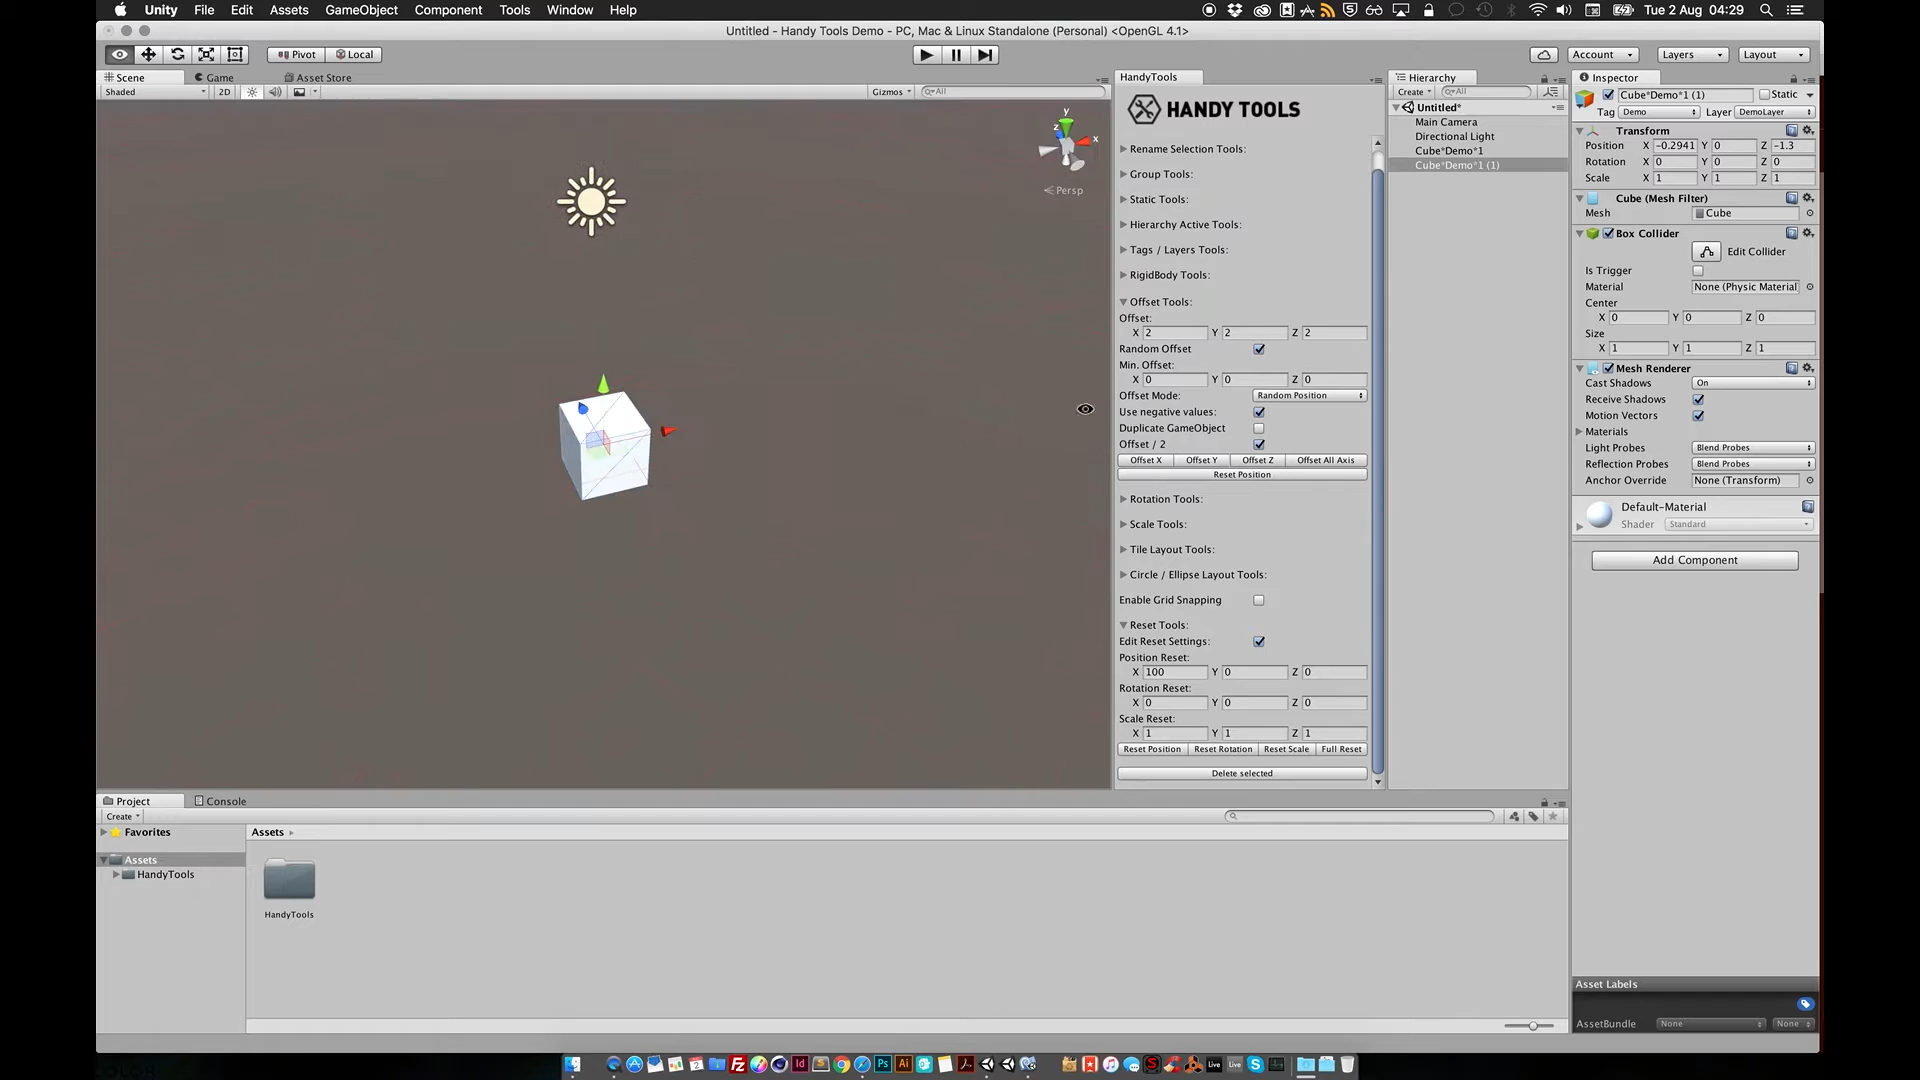 Unity File Edit Assets GameObject Component Tools Window Help Tue 2 Aug 04:29
Untitled - Handy Tools Demo - PC, Mac & Linux Standalone (Personal) <OpenGL 4.1>
Pivot Local Account Layers Layout
Scene Game Asset Store
Shaded 2D Gizmos All
y
z
x
Persp
HandyTools
HANDY TOOLS
Rename Selection Tools:
Group Tools:
Static Tools:
Hierarchy Active Tools:
Tags / Layers Tools:
RigidBody Tools:
Offset Tools:
Offset:
X 2 Y 2 Z 2
Random Offset
Min. Offset:
X 0 Y 0 Z 0
Offset Mode: Random Position
Use negative values:
Duplicate GameObject
Offset / 2
Offset X Offset Y Offset Z Offset All Axis
Reset Position
Rotation Tools:
Scale Tools:
Tile Layout Tools:
Circle / Ellipse Layout Tools:
Enable Grid Snapping
Reset Tools:
Edit Reset Settings:
Position Reset:
X 100 Y 0 Z 0
Rotation Reset:
X 0 Y 0 Z 0
Scale Reset:
X 1 Y 1 Z 1
Reset Position Reset Rotation Reset Scale Full Reset
Delete selected
Hierarchy
Create All
Untitled*
Main Camera
Directional Light
Cube*Demo*1
Cube*Demo*1 (1)
Inspector
Cube*Demo*1 (1) Static
Tag Demo Layer DemoLayer
Transform
Position X -0.2941 Y 0 Z -1.3
Rotation X 0 Y 0 Z 0
Scale X 1 Y 1 Z 1
Cube (Mesh Filter)
Mesh Cube
Box Collider
Edit Collider
Is Trigger
Material None (Physic Material)
Center
X 0 Y 0 Z 0
Size
X 1 Y 1 Z 1
Mesh Renderer
Cast Shadows On
Receive Shadows
Motion Vectors
Materials
Light Probes Blend Probes
Reflection Probes Blend Probes
Anchor Override None (Transform)
Default-Material
Shader Standard
Add Component
Asset Labels
AssetBundle None None
Project Console
Create
Favorites
Assets
HandyTools
Assets
HandyTools
Fz Id Ps Ai Live Live